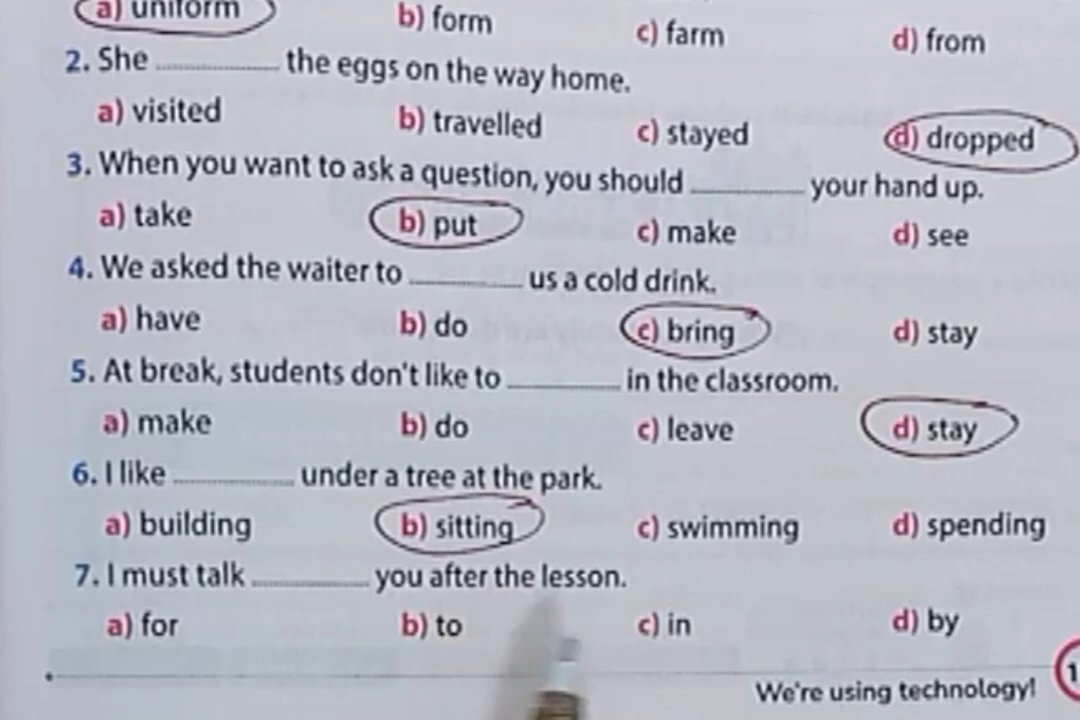 a) uniform b) form c) farm d) from
2. She ............ the eggs on the way home.
a) visited b) travelled c) stayed d) dropped
3. When you want to ask a question, you should ............ your hand up.
a) take b) put c) make d) see
4. We asked the waiter to ............ us a cold drink.
a) have b) do c) bring d) stay
5. At break, students don't like to ............ in the classroom.
a) make b) do c) leave d) stay
6. I like ............ under a tree at the park.
a) building b) sitting c) swimming d) spending
7. I must talk ............ you after the lesson.
a) for b) to c) in d) by
We're using technology!